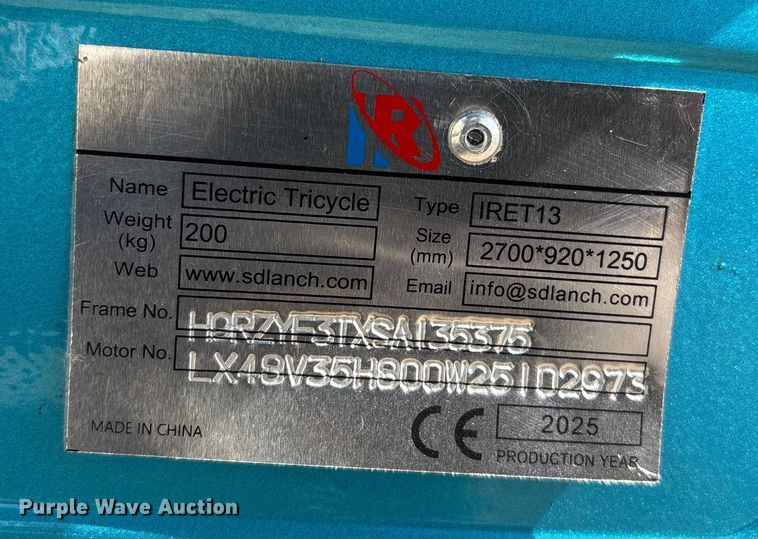 R
Name Electric Tricycle Type IRET13
Weight (kg) 200 Size (mm) 2700*920*1250
Web www.sdlanch.com Email info@sdlanch.com
Frame No. H9RZYF3TXSA135375
Motor No. LX48V35H800W25102973
MADE IN CHINA CE 2025
PRODUCTION YEAR
Purple Wave Auction